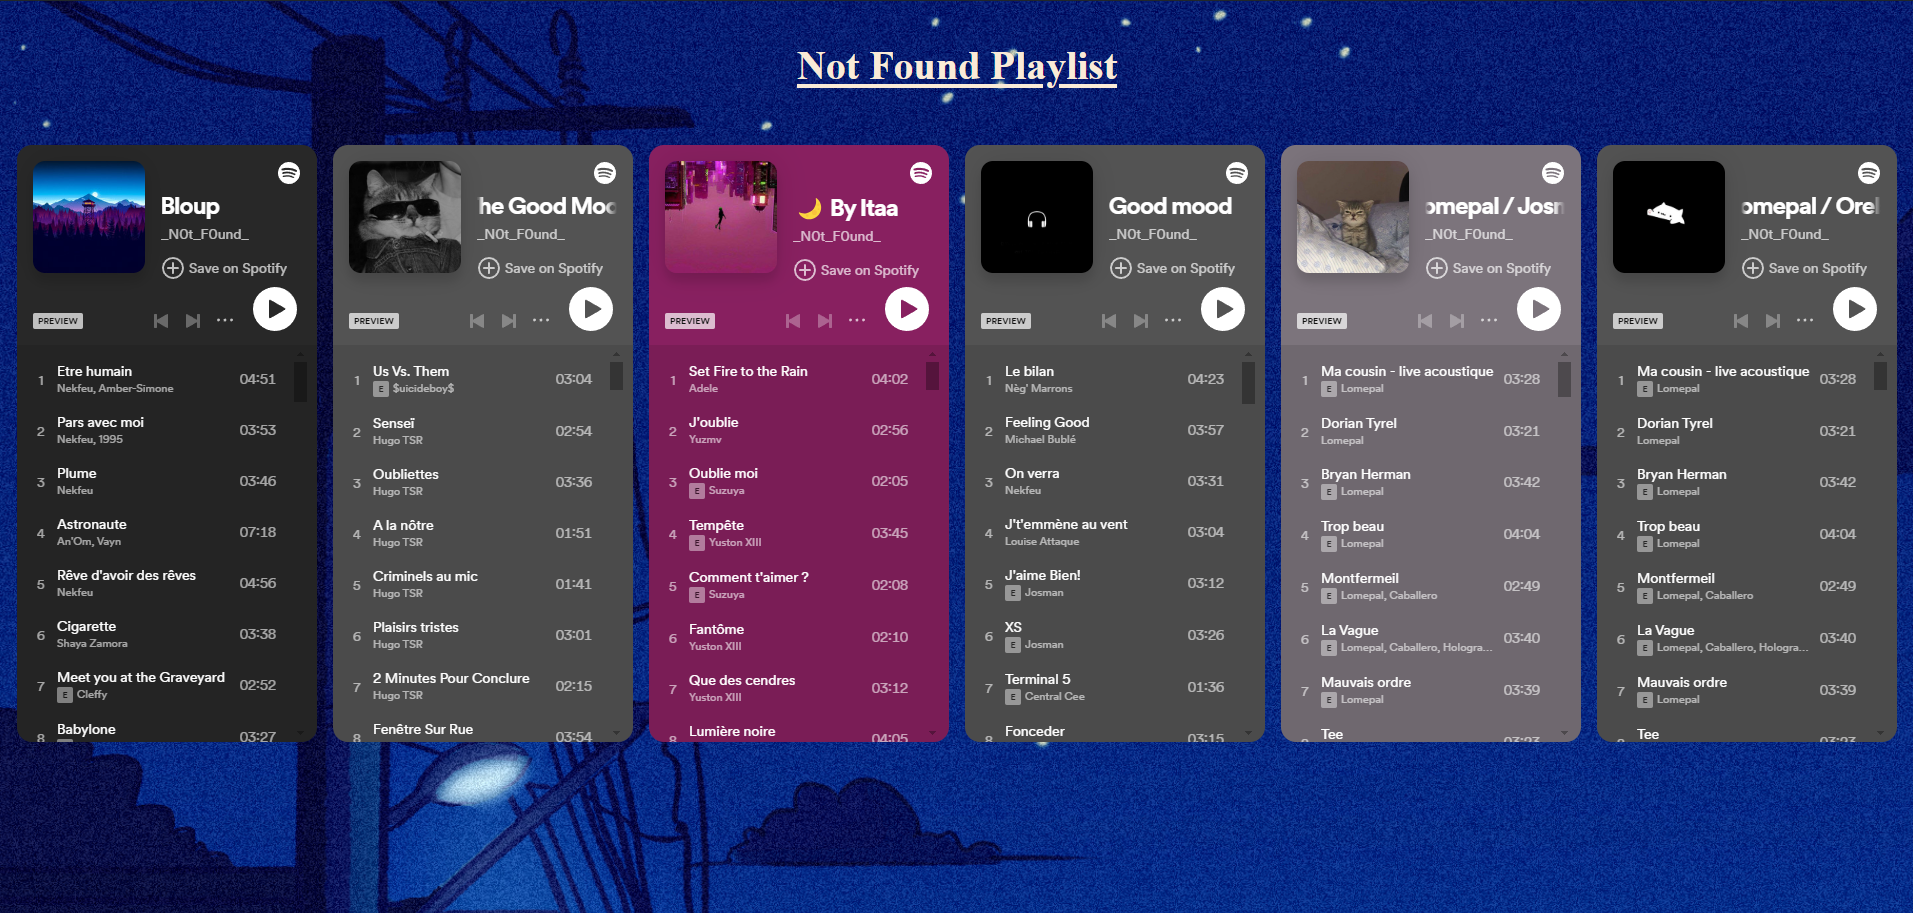 Not Found Playlist
Bloup
_N0t_F0und_
Save on Spotify
PREVIEW
1 Etre humain 04:51
Nekfeu, Amber-Simone
2 Pars avec moi 03:53
Nekfeu, 1995
3 Plume 03:46
Nekfeu
4 Astronaute 07:18
An'Om, Vayn
5 Rêve d'avoir des rêves 04:56
Nekfeu
6 Cigarette 03:38
Shaya Zamora
7 Meet you at the Graveyard 02:52
E Cleffy
8 Babylone 03:27
he Good Moo
_N0t_F0und_
Save on Spotify
PREVIEW
1 Us Vs. Them 03:04
E $uicideboy$
2 Senseï 02:54
Hugo TSR
3 Oubliettes 03:36
Hugo TSR
4 A la nôtre 01:51
Hugo TSR
5 Criminels au mic 01:41
Hugo TSR
6 Plaisirs tristes 03:01
Hugo TSR
7 2 Minutes Pour Conclure 02:15
Hugo TSR
8 Fenêtre Sur Rue 03:54
🌙 By Itaa
_N0t_F0und_
Save on Spotify
PREVIEW
1 Set Fire to the Rain 04:02
Adele
2 J'oublie 02:56
Yuzmv
3 Oublie moi 02:05
E Suzuya
4 Tempête 03:45
E Yuston XIII
5 Comment t'aimer ? 02:08
E Suzuya
6 Fantôme 02:10
Yuston XIII
7 Que des cendres 03:12
Yuston XIII
8 Lumière noire 04:05
Good mood
_N0t_F0und_
Save on Spotify
PREVIEW
1 Le bilan 04:23
Nèg' Marrons
2 Feeling Good 03:57
Michael Bublé
3 On verra 03:31
Nekfeu
4 J't'emmène au vent 03:04
Louise Attaque
5 J'aime Bien! 03:12
E Josman
6 XS 03:26
E Josman
7 Terminal 5 01:36
E Central Cee
8 Fonceder 03:15
omepal / Josm
_N0t_F0und_
Save on Spotify
PREVIEW
1 Ma cousin - live acoustique 03:28
E Lomepal
2 Dorian Tyrel 03:21
Lomepal
3 Bryan Herman 03:42
E Lomepal
4 Trop beau 04:04
E Lomepal
5 Montfermeil 02:49
E Lomepal, Caballero
6 La Vague 03:40
E Lomepal, Caballero, Hologra...
7 Mauvais ordre 03:39
E Lomepal
8 Tee 03:23
omepal / Orel
_N0t_F0und_
Save on Spotify
PREVIEW
1 Ma cousin - live acoustique 03:28
E Lomepal
2 Dorian Tyrel 03:21
Lomepal
3 Bryan Herman 03:42
E Lomepal
4 Trop beau 04:04
E Lomepal
5 Montfermeil 02:49
E Lomepal, Caballero
6 La Vague 03:40
E Lomepal, Caballero, Hologra...
7 Mauvais ordre 03:39
E Lomepal
8 Tee 03:23